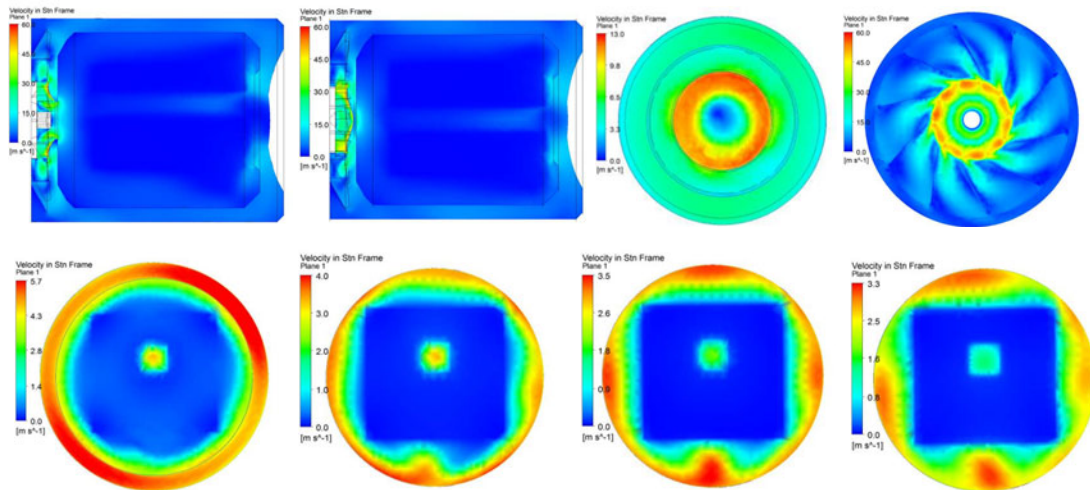 Velocity in Stn Frame
Plane 1
60.0
45.0
30.0
15.0
0.0
[m s^-1]
Velocity in Stn Frame
Plane 1
60.0
45.0
30.0
15.0
0.0
[m s^-1]
Velocity in Stn Frame
Plane 1
13.0
9.8
6.5
3.3
0.0
[m s^-1]
Velocity in Stn Frame
Plane 1
60.0
45.0
30.0
15.0
0.0
[m s^-1]
Velocity in Stn Frame
Plane 1
5.7
4.3
2.8
1.4
0.0
[m s^-1]
Velocity in Stn Frame
Plane 1
4.0
3.0
2.0
1.0
0.0
[m s^-1]
Velocity in Stn Frame
Plane 1
3.5
2.6
1.8
0.9
0.0
[m s^-1]
Velocity in Stn Frame
Plane 1
3.3
2.5
1.6
0.8
0.0
[m s^-1]